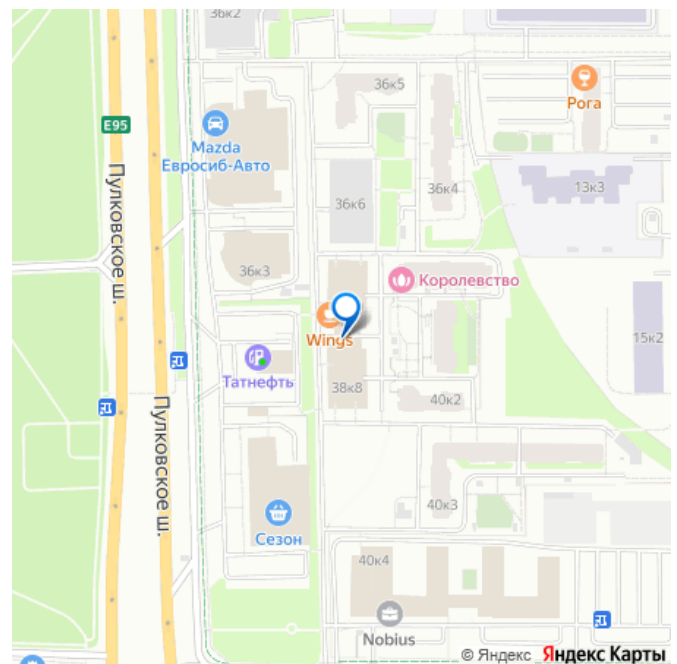 36к2
36к5
Рога
E95
Mazda
Евросиб-Авто
Пулковское ш.
36к4
13к3
36к6
36к3
Королевство
Wings
15к2
Татнефть
38к8
40к2
Пулковское ш.
40к3
Сезон
40к4
Nobius
© Яндекс Яндекс Карты